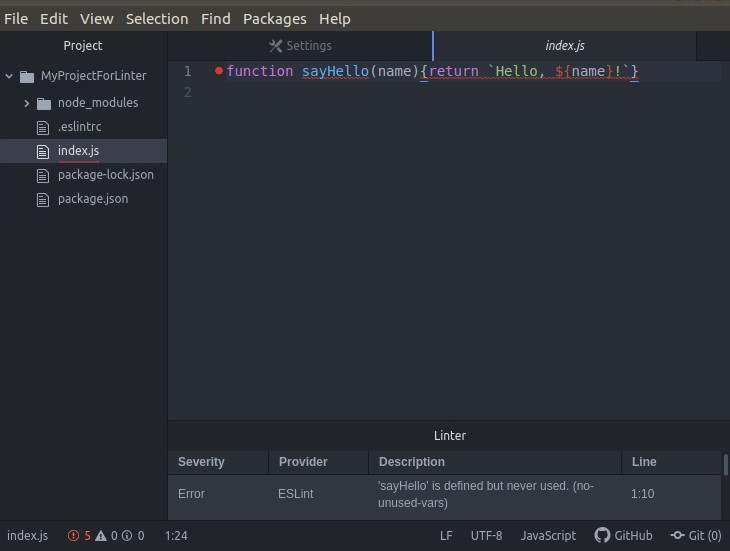 File Edit View Selection Find Packages Help
Project
Settings
index.js
MyProjectForLinter
node_modules
.eslintrc
index.js
package-lock.json
package.json
1 function sayHello(name){return `Hello, ${name}!`}
2
Linter
Severity Provider Description Line
Error ESLint 'sayHello' is defined but never used. (no-
unused-vars) 1:10
index.js 5 0 0 1:24 LF UTF-8 JavaScript GitHub Git (0)